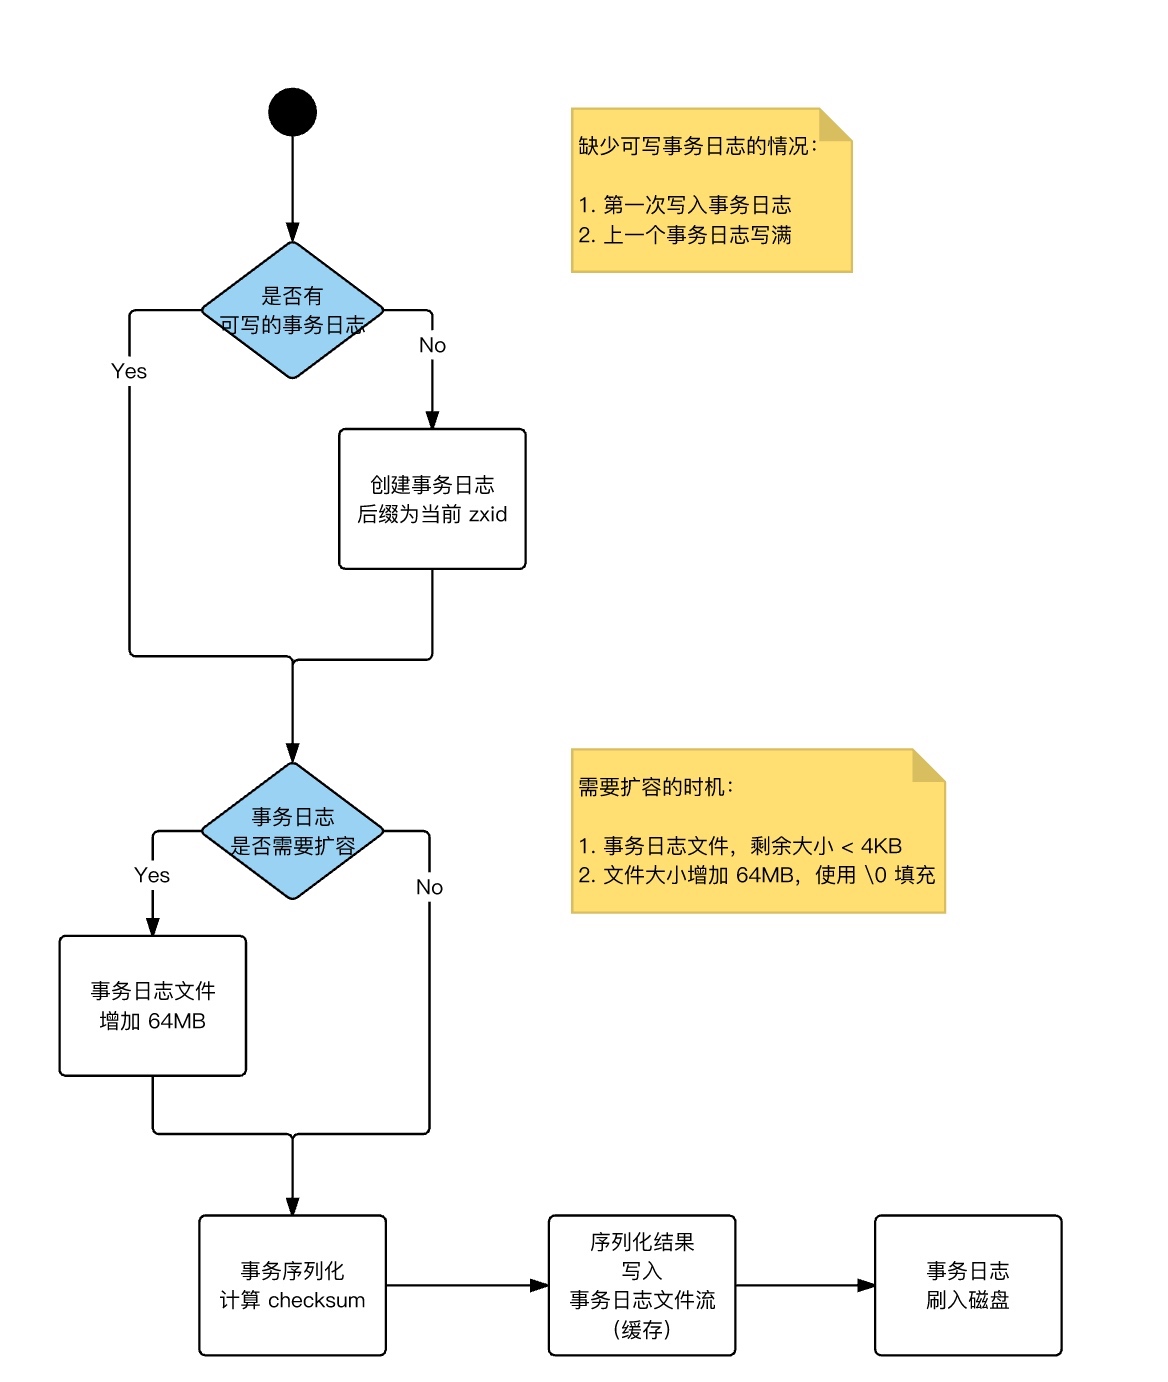 缺少可写事务日志的情况：
1. 第一次写入事务日志
2. 上一个事务日志写满
是否有
可写的事务日志
Yes
No
创建事务日志
后缀为当前 zxid
需要扩容的时机：
1. 事务日志文件，剩余大小 < 4KB
2. 文件大小增加 64MB，使用 \0 填充
事务日志
是否需要扩容
Yes
No
事务日志文件
增加 64MB
事务序列化
计算 checksum
序列化结果
写入
事务日志文件流
（缓存）
事务日志
刷入磁盘